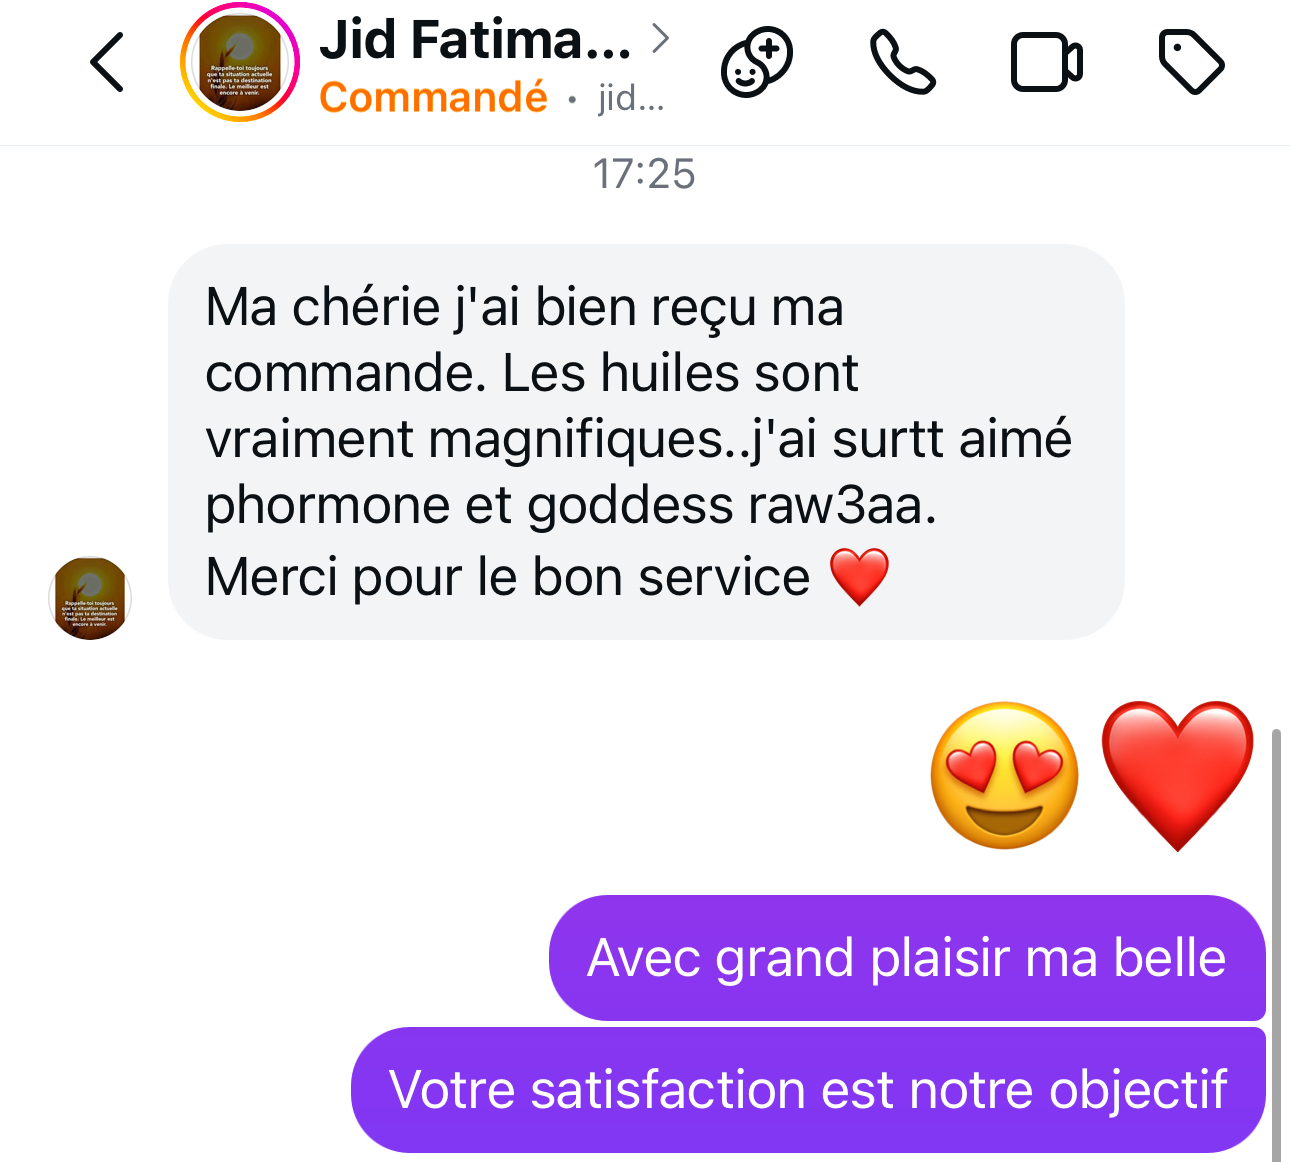 Jid Fatima...
Commandé · jid...
17:25
Ma chérie j'ai bien reçu ma
commande. Les huiles sont
vraiment magnifiques..j'ai surtt aimé
phormone et goddess raw3aa.
Merci pour le bon service ❤️
😍❤️
Avec grand plaisir ma belle
Votre satisfaction est notre objectif
Rappelle-toi toujours
que ta situation actuelle
n'est pas ta destination
finale. Le meilleur est
encore à venir.